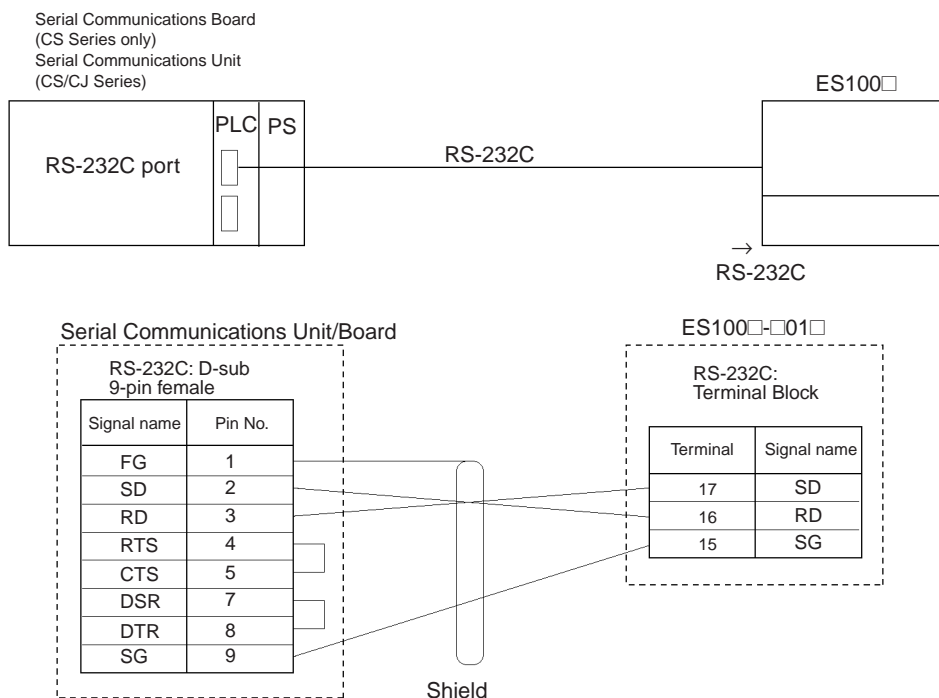 Serial Communications Board
(CS Series only)
Serial Communications Unit
(CS/CJ Series)
ES100□
PLC PS
RS-232C port
RS-232C
→
RS-232C
Serial Communications Unit/Board
ES100□-□01□
RS-232C: D-sub
9-pin female
RS-232C:
Terminal Block
Signal name Pin No.
FG 1
SD 2
RD 3
RTS 4
CTS 5
DSR 7
DTR 8
SG 9
Terminal Signal name
17 SD
16 RD
15 SG
Shield